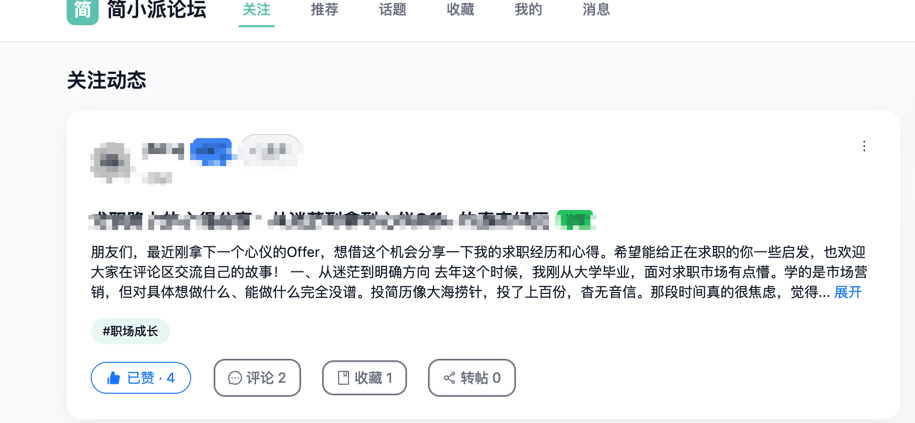 简 简小派论坛 关注 推荐 话题 收藏 我的 消息
关注动态
朋友们，最近刚拿下一个心仪的Offer，想借这个机会分享一下我的求职经历和心得。希望能给正在求职的你一些启发，也欢迎
大家在评论区交流自己的故事！ 一、从迷茫到明确方向 去年这个时候，我刚从大学毕业，面对求职市场有点懵。学的是市场营
销，但对具体想做什么、能做什么完全没谱。投简历像大海捞针，投了上百份，杳无音信。那段时间真的很焦虑，觉得... 展开
#职场成长
已赞 · 4 评论 2 收藏 1 转帖 0